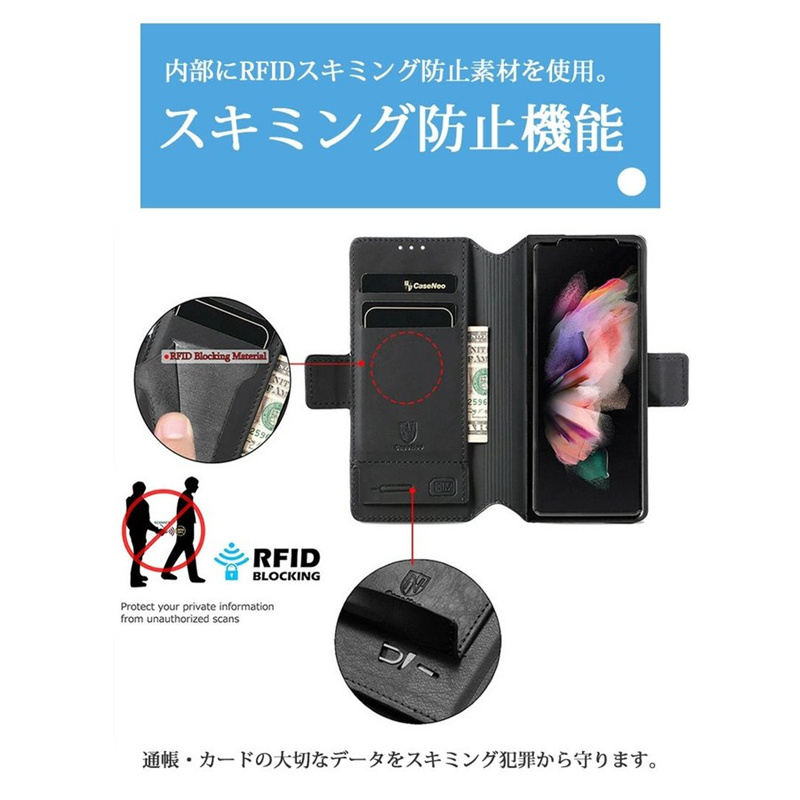 内部にRFIDスキミング防止素材を使用。
スキミング防止機能
CaseNeo
RFID Blocking Material
CaseNeo
SIM
RFID
BLOCKING
Protect your private information
from unauthorized scans
CaseNeo
通帳・カードの大切なデータをスキミング犯罪から守ります。